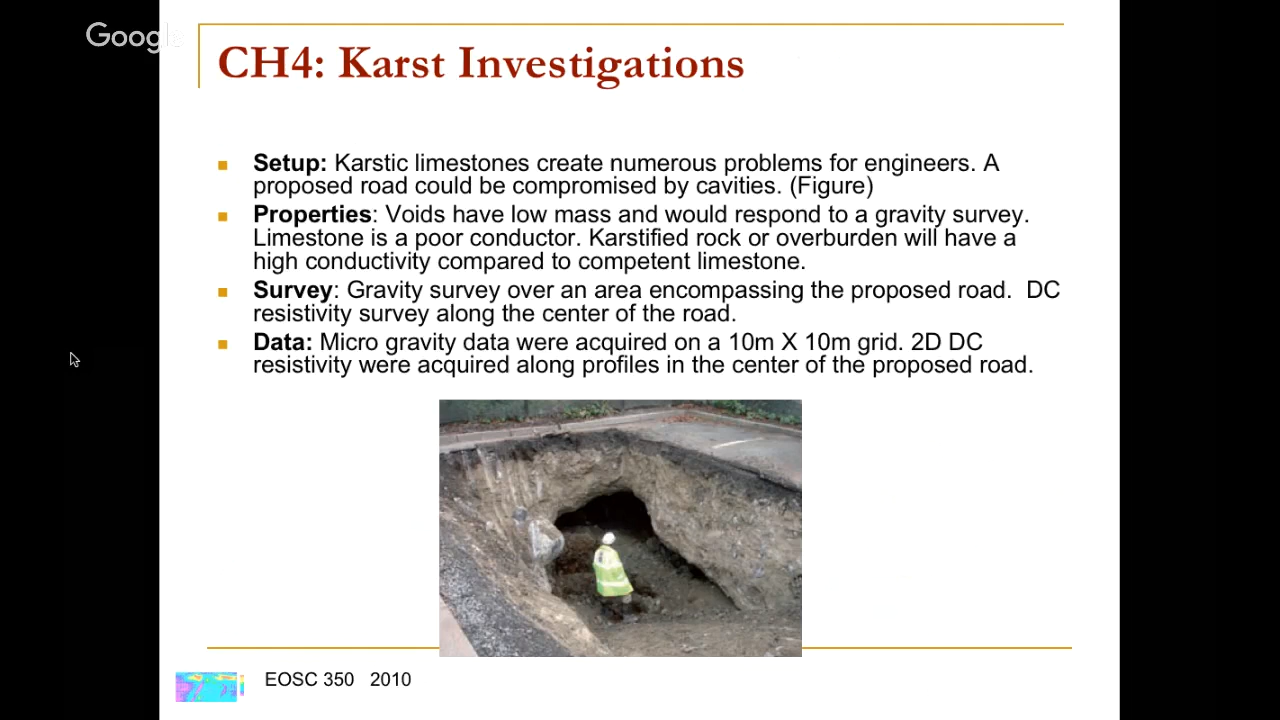 Google
CH4: Karst Investigations
Setup: Karstic limestones create numerous problems for engineers. A
proposed road could be compromised by cavities. (Figure)
Properties: Voids have low mass and would respond to a gravity survey.
Limestone is a poor conductor. Karstified rock or overburden will have a
high conductivity compared to competent limestone.
Survey: Gravity survey over an area encompassing the proposed road.  DC
resistivity survey along the center of the road.
Data: Micro gravity data were acquired on a 10m X 10m grid. 2D DC
resistivity were acquired along profiles in the center of the proposed road.
EOSC 350   2010